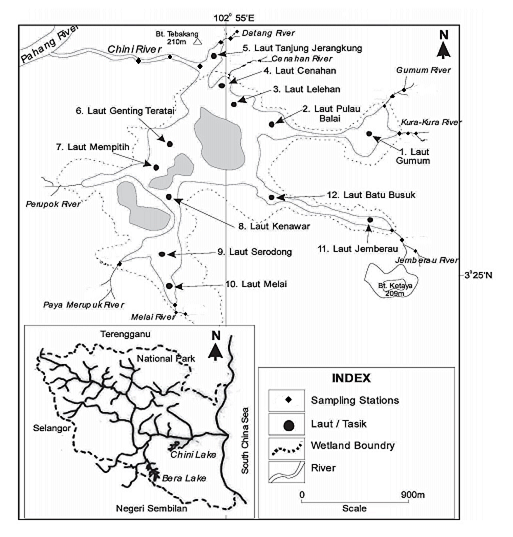 102° 55'E
Bt. Tebakang
210m
Datang River
N
Pahang River
Chini River
5. Laut Tanjung Jerangkung
Cenahan River
4. Laut Cenahan
Gumum River
3. Laut Lelehan
6. Laut Genting Teratai
2. Laut Pulau
Balai
Kura-Kura River
7. Laut Mempitih
1. Laut
Gumum
12. Laut Batu Busuk
Perupok River
8. Laut Kenawar
11. Laut Jemberau
9. Laut Serodong
Jemberau River
3°25'N
10. Laut Melai
Bt. Ketaya
209m
Paya Merupuk River
Melai River
Terengganu
N
National Park
Selangor
South China Sea
Chini Lake
Bera Lake
Negeri Sembilan
INDEX
Sampling Stations
Laut / Tasik
Wetland Boundry
River
0 900m
Scale